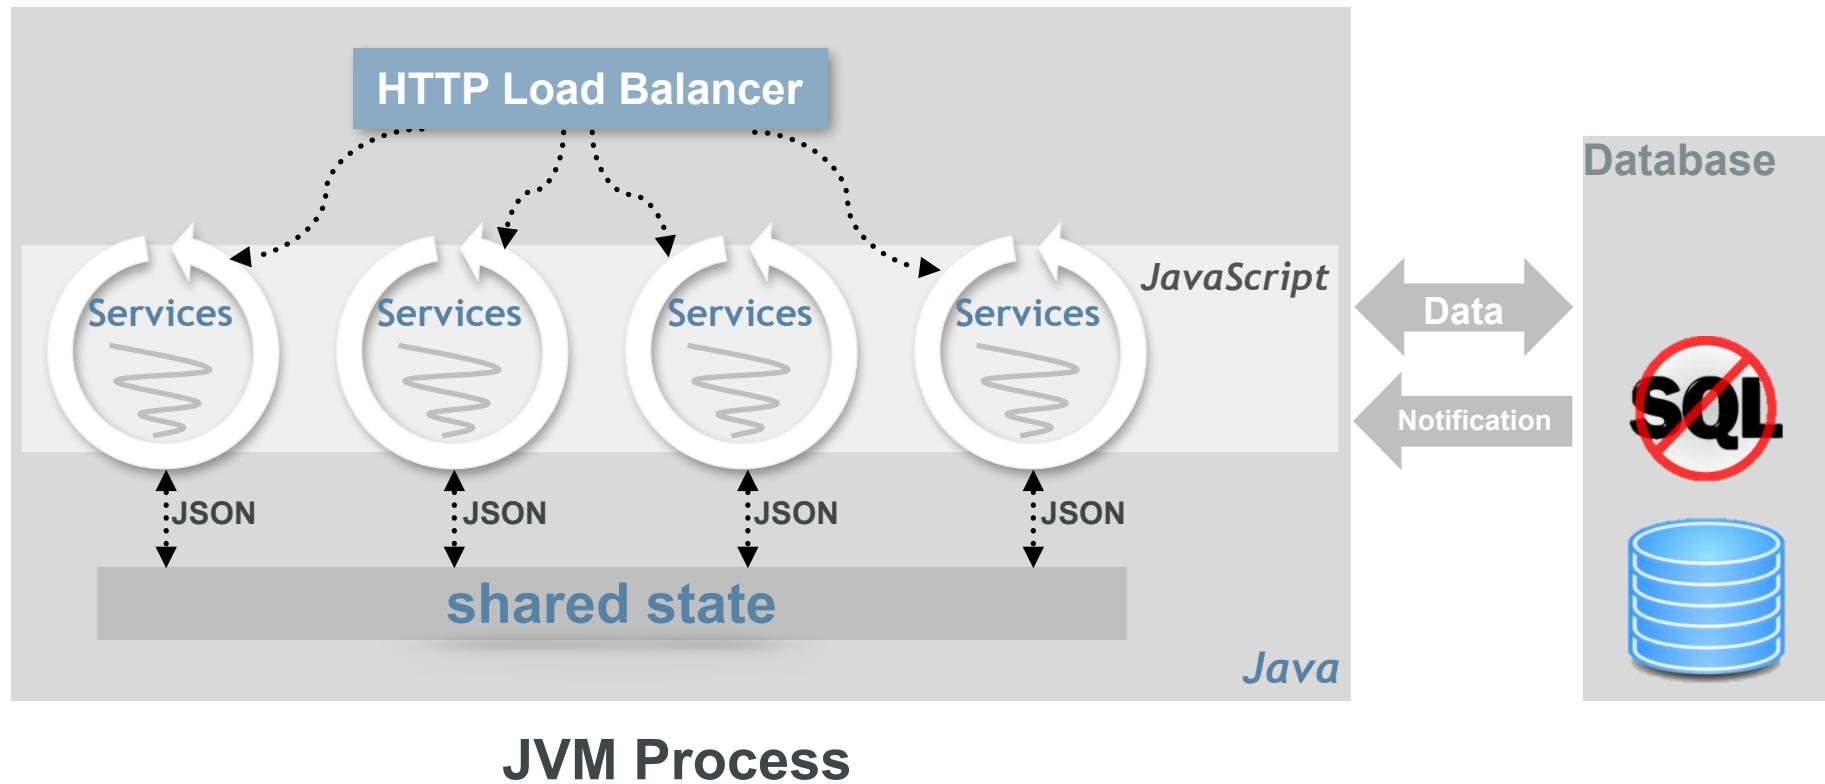 HTTP Load Balancer
Database
JavaScript
Services
Services
Services
Services
Data
Notification
SQL
JSON
JSON
JSON
JSON
shared state
Java
JVM Process